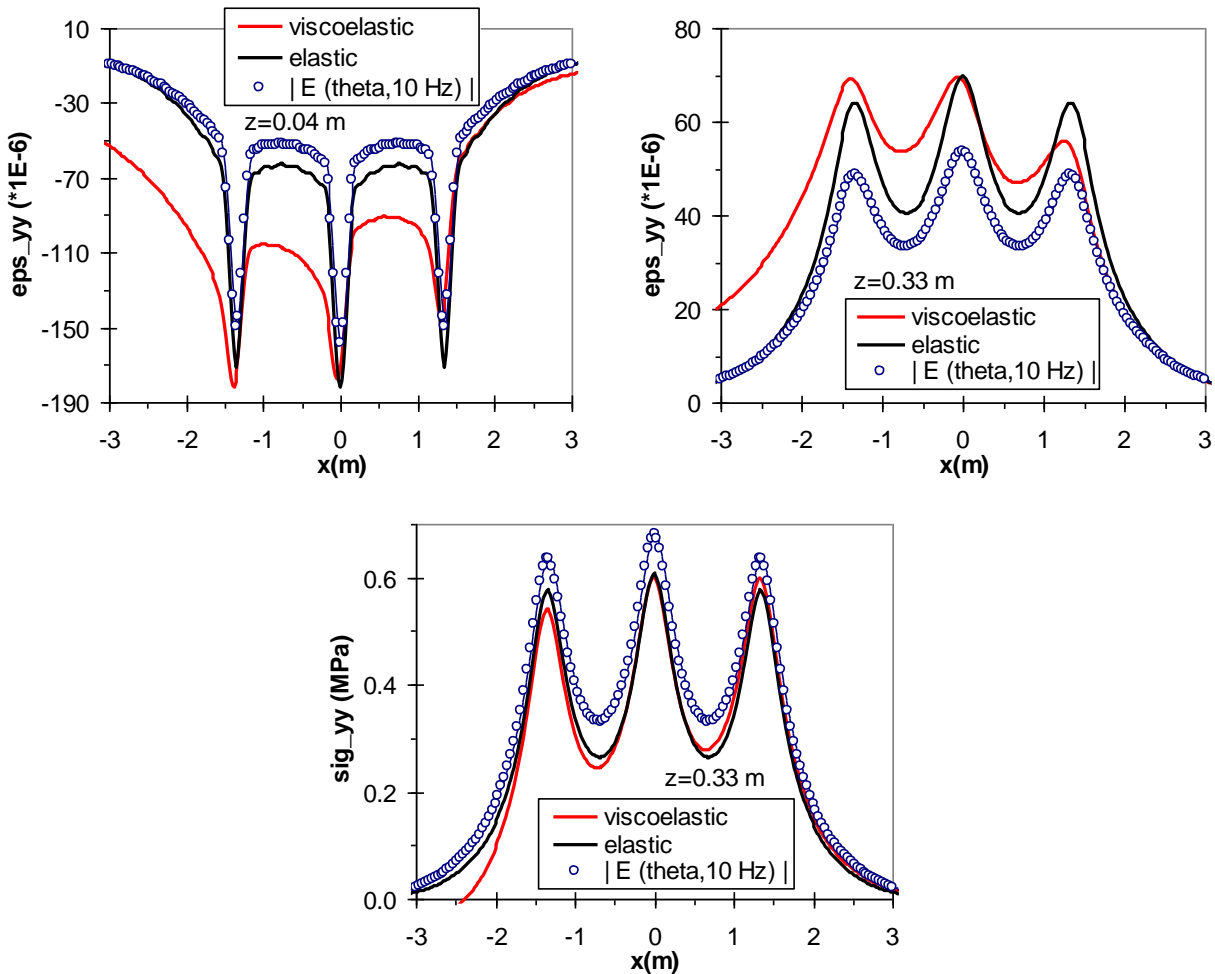 viscoelastic
elastic
| E (theta,10 Hz) |
z=0.04 m
10
-30
-70
-110
-150
-190
eps_yy (*1E-6)
-3 -2 -1 0 1 2 3
x(m)
80
60
40
20
0
eps_yy (*1E-6)
z=0.33 m
viscoelastic
elastic
| E (theta,10 Hz) |
-3 -2 -1 0 1 2 3
x(m)
0.6
0.4
0.2
0.0
sig_yy (MPa)
z=0.33 m
viscoelastic
elastic
| E (theta,10 Hz) |
-3 -2 -1 0 1 2 3
x(m)